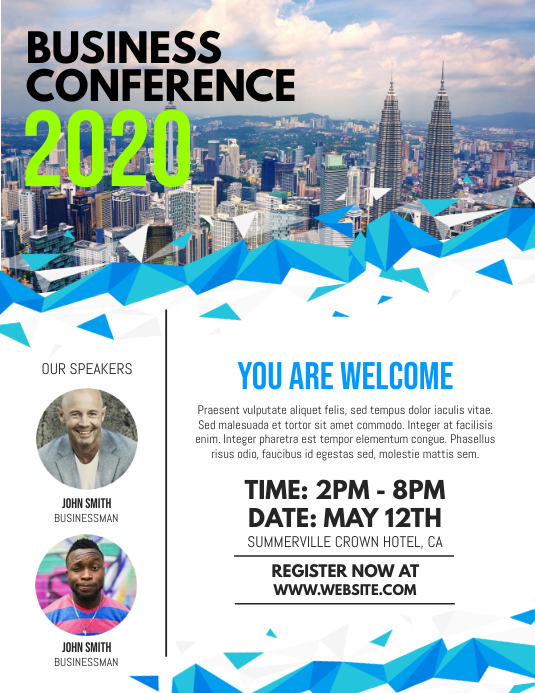 BUSINESS
CONFERENCE
2020
OUR SPEAKERS
JOHN SMITH
BUSINESSMAN
JOHN SMITH
BUSINESSMAN
YOU ARE WELCOME
Praesent vulputate aliquet felis, sed tempus dolor iaculis vitae.
Sed malesuada et tortor sit amet commodo. Integer at facilisis
enim. Integer pharetra est tempor elementum congue. Phasellus
risus odio, faucibus id egestas sed, molestie mattis sem.
TIME: 2PM - 8PM
DATE: MAY 12TH
SUMMERVILLE CROWN HOTEL, CA
REGISTER NOW AT
WWW.WEBSITE.COM